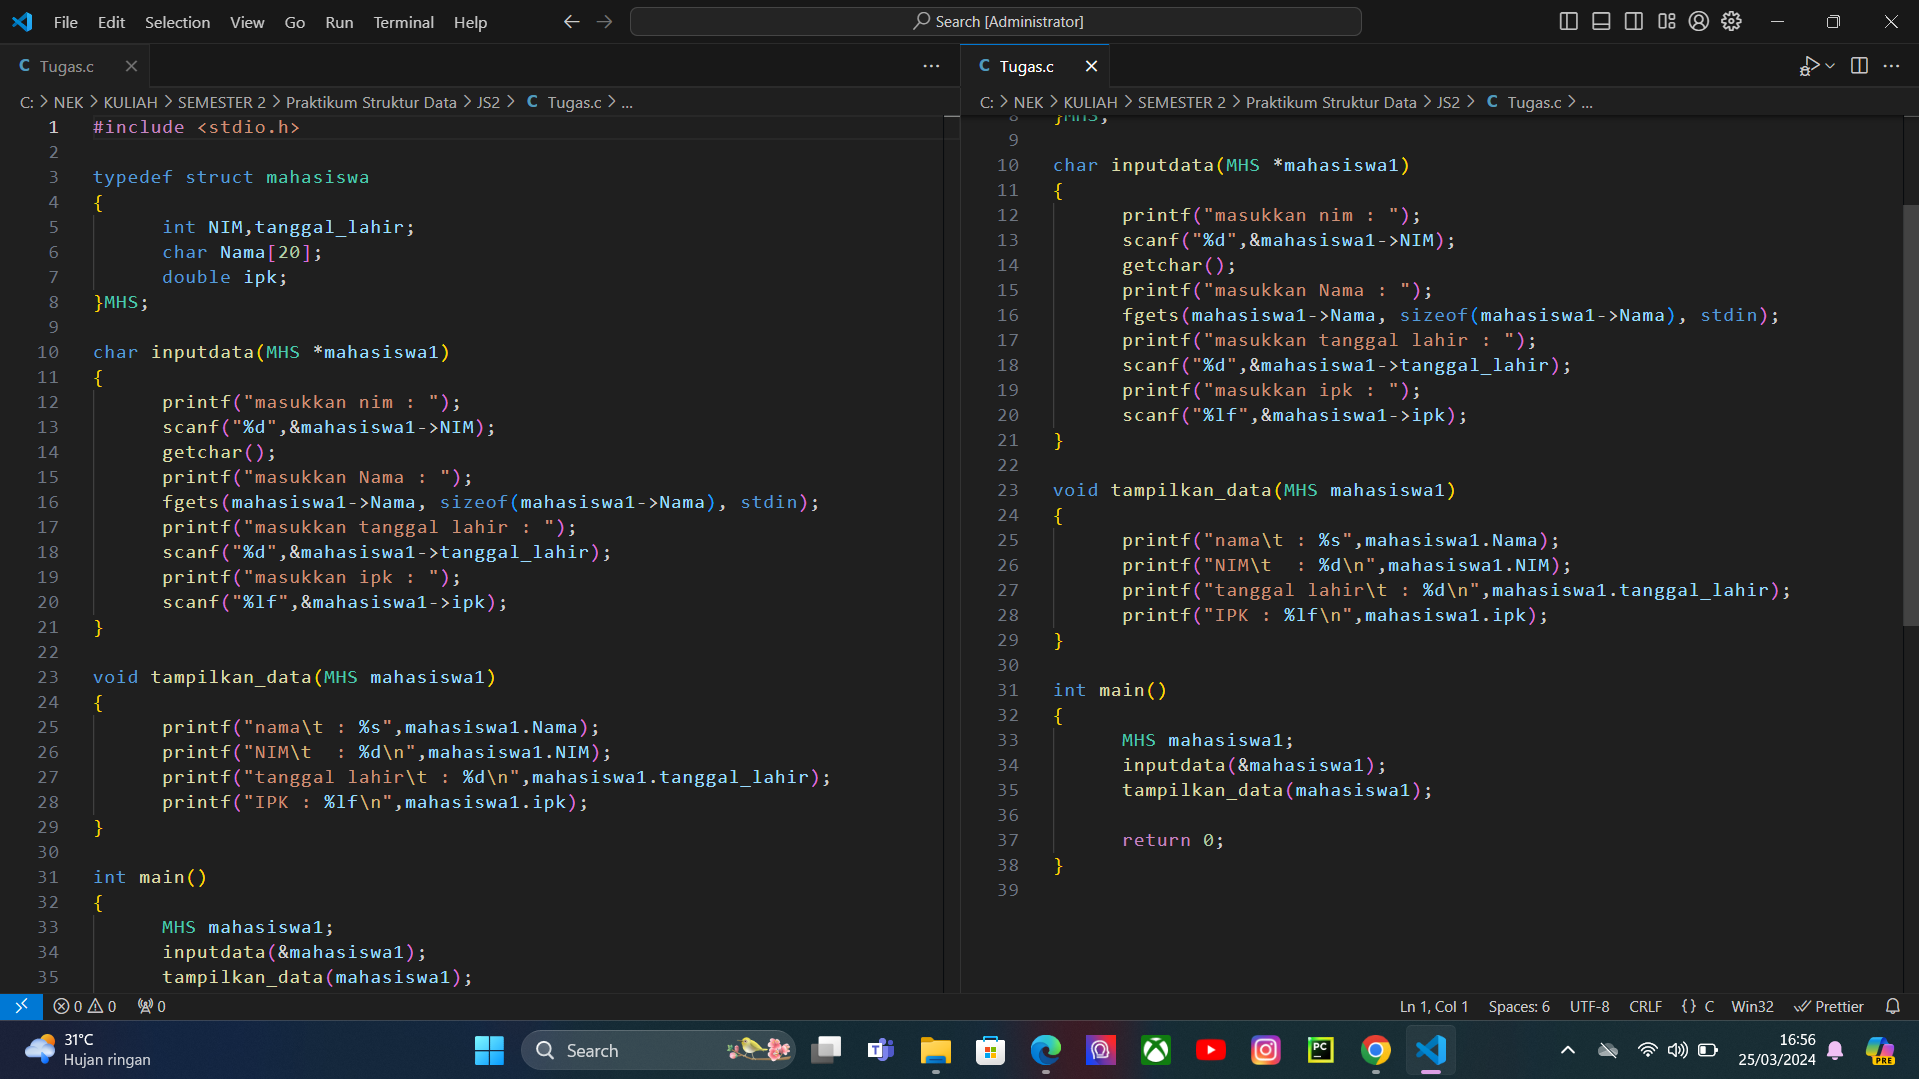 File Edit Selection View Go Run Terminal Help
Search [Administrator]
C Tugas.c
C: > NEK > KULIAH > SEMESTER 2 > Praktikum Struktur Data > JS2 > C Tugas.c > ...
1 #include <stdio.h>
2
3 typedef struct mahasiswa
4 {
5 int NIM,tanggal_lahir;
6 char Nama[20];
7 double ipk;
8 }MHS;
9
10 char inputdata(MHS *mahasiswa1)
11 {
12 printf("masukkan nim : ");
13 scanf("%d",&mahasiswa1->NIM);
14 getchar();
15 printf("masukkan Nama : ");
16 fgets(mahasiswa1->Nama, sizeof(mahasiswa1->Nama), stdin);
17 printf("masukkan tanggal lahir : ");
18 scanf("%d",&mahasiswa1->tanggal_lahir);
19 printf("masukkan ipk : ");
20 scanf("%lf",&mahasiswa1->ipk);
21 }
22
23 void tampilkan_data(MHS mahasiswa1)
24 {
25 printf("nama\t : %s",mahasiswa1.Nama);
26 printf("NIM\t  : %d\n",mahasiswa1.NIM);
27 printf("tanggal lahir\t : %d\n",mahasiswa1.tanggal_lahir);
28 printf("IPK : %lf\n",mahasiswa1.ipk);
29 }
30
31 int main()
32 {
33 MHS mahasiswa1;
34 inputdata(&mahasiswa1);
35 tampilkan_data(mahasiswa1);
C Tugas.c
C: > NEK > KULIAH > SEMESTER 2 > Praktikum Struktur Data > JS2 > C Tugas.c > ...
8 }MHS;
9
10 char inputdata(MHS *mahasiswa1)
11 {
12 printf("masukkan nim : ");
13 scanf("%d",&mahasiswa1->NIM);
14 getchar();
15 printf("masukkan Nama : ");
16 fgets(mahasiswa1->Nama, sizeof(mahasiswa1->Nama), stdin);
17 printf("masukkan tanggal lahir : ");
18 scanf("%d",&mahasiswa1->tanggal_lahir);
19 printf("masukkan ipk : ");
20 scanf("%lf",&mahasiswa1->ipk);
21 }
22
23 void tampilkan_data(MHS mahasiswa1)
24 {
25 printf("nama\t : %s",mahasiswa1.Nama);
26 printf("NIM\t  : %d\n",mahasiswa1.NIM);
27 printf("tanggal lahir\t : %d\n",mahasiswa1.tanggal_lahir);
28 printf("IPK : %lf\n",mahasiswa1.ipk);
29 }
30
31 int main()
32 {
33 MHS mahasiswa1;
34 inputdata(&mahasiswa1);
35 tampilkan_data(mahasiswa1);
36
37 return 0;
38 }
39
0 0 0 Ln 1, Col 1 Spaces: 6 UTF-8 CRLF {} C Win32 Prettier
31°C
Hujan ringan
Search
PC
16:56
25/03/2024
PRE